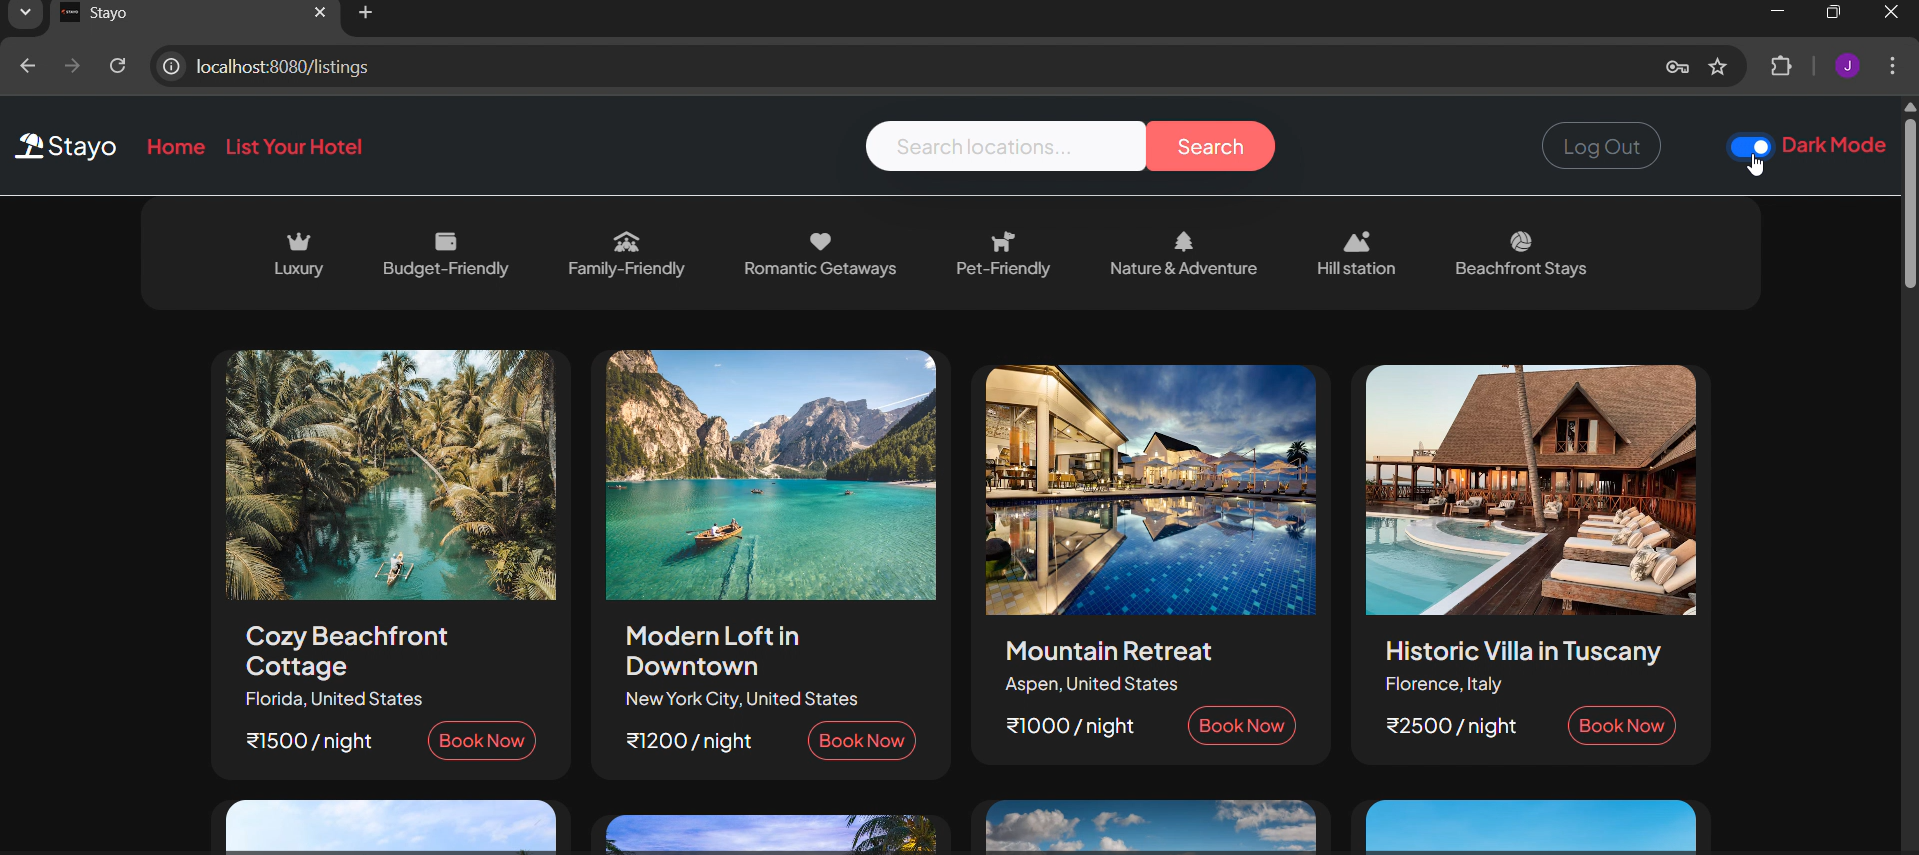 Stayo
localhost:8080/listings
J
Stayo
Home
List Your Hotel
Search locations...
Search
Log Out
Dark Mode
Luxury
Budget-Friendly
Family-Friendly
Romantic Getaways
Pet-Friendly
Nature & Adventure
Hill station
Beachfront Stays
Cozy Beachfront
Cottage
Florida, United States
₹1500 / night
Book Now
Modern Loft in
Downtown
New York City, United States
₹1200 / night
Book Now
Mountain Retreat
Aspen, United States
₹1000 / night
Book Now
Historic Villa in Tuscany
Florence, Italy
₹2500 / night
Book Now